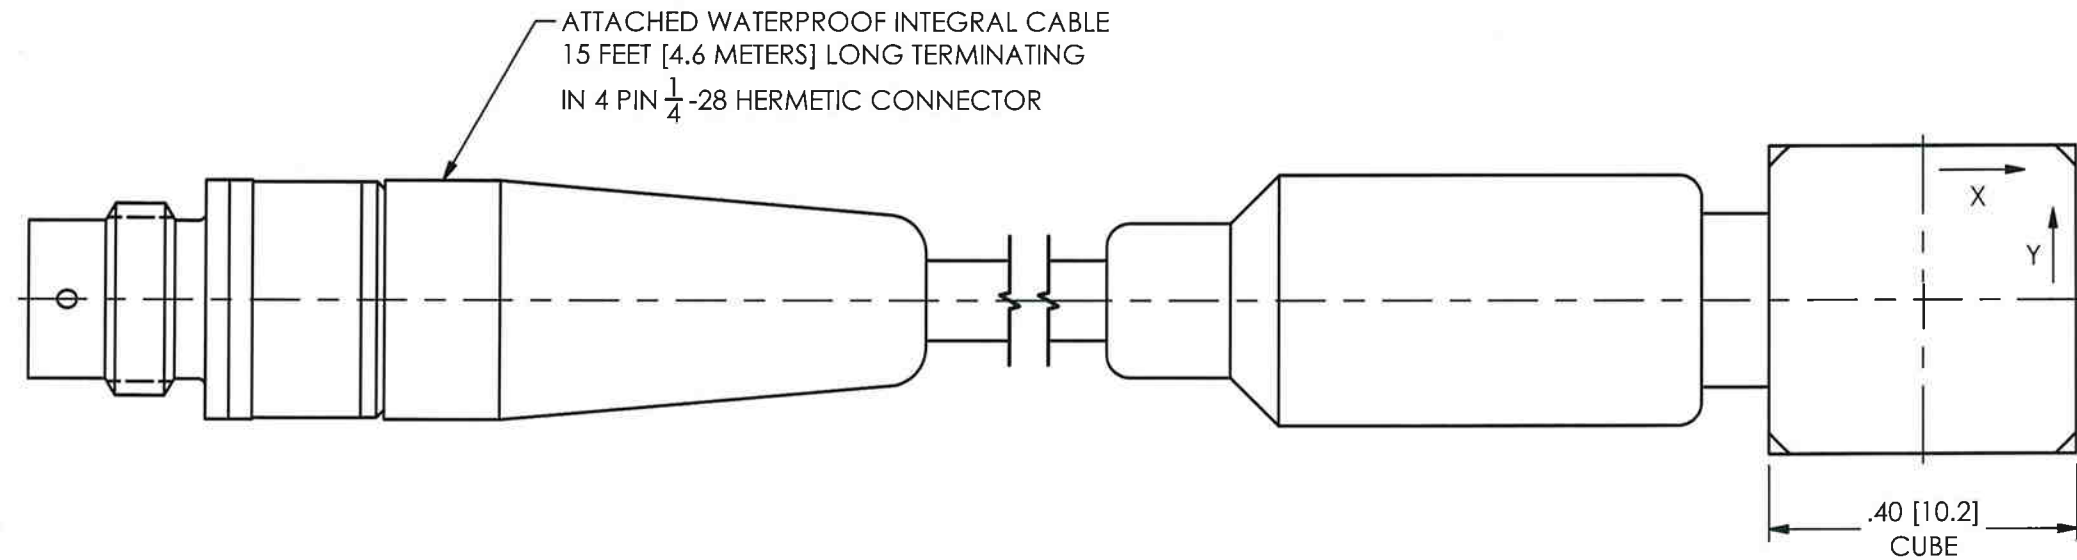 ATTACHED WATERPROOF INTEGRAL CABLE
15 FEET [4.6 METERS] LONG TERMINATING
IN 4 PIN 1/4 -28 HERMETIC CONNECTOR
X
Y
.40 [10.2]
CUBE